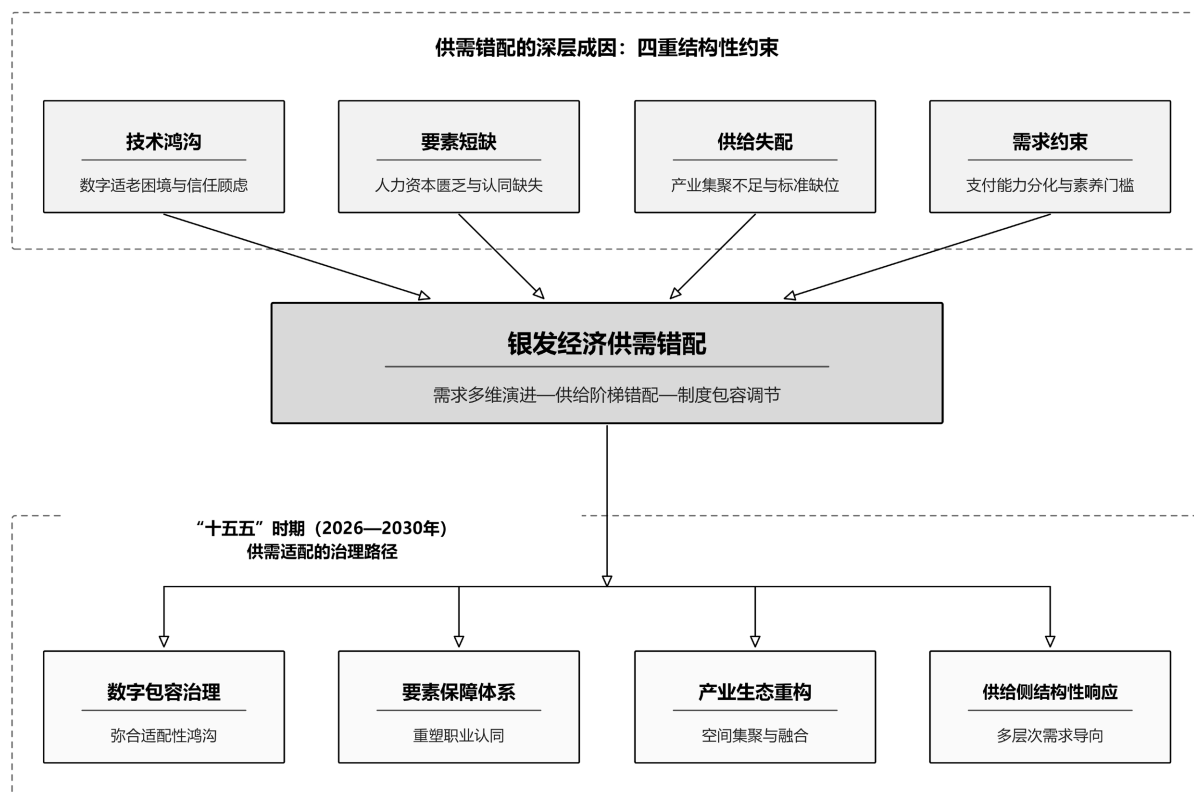 供需错配的深层成因：四重结构性约束
技术鸿沟
数字适老困境与信任顾虑
要素短缺
人力资本匮乏与认同缺失
供给失配
产业集聚不足与标准缺位
需求约束
支付能力分化与素养门槛
银发经济供需错配
需求多维演进—供给阶梯错配—制度包容调节
“十五五”时期（2026—2030年）
供需适配的治理路径
数字包容治理
弥合适配性鸿沟
要素保障体系
重塑职业认同
产业生态重构
空间集聚与融合
供给侧结构性响应
多层次需求导向